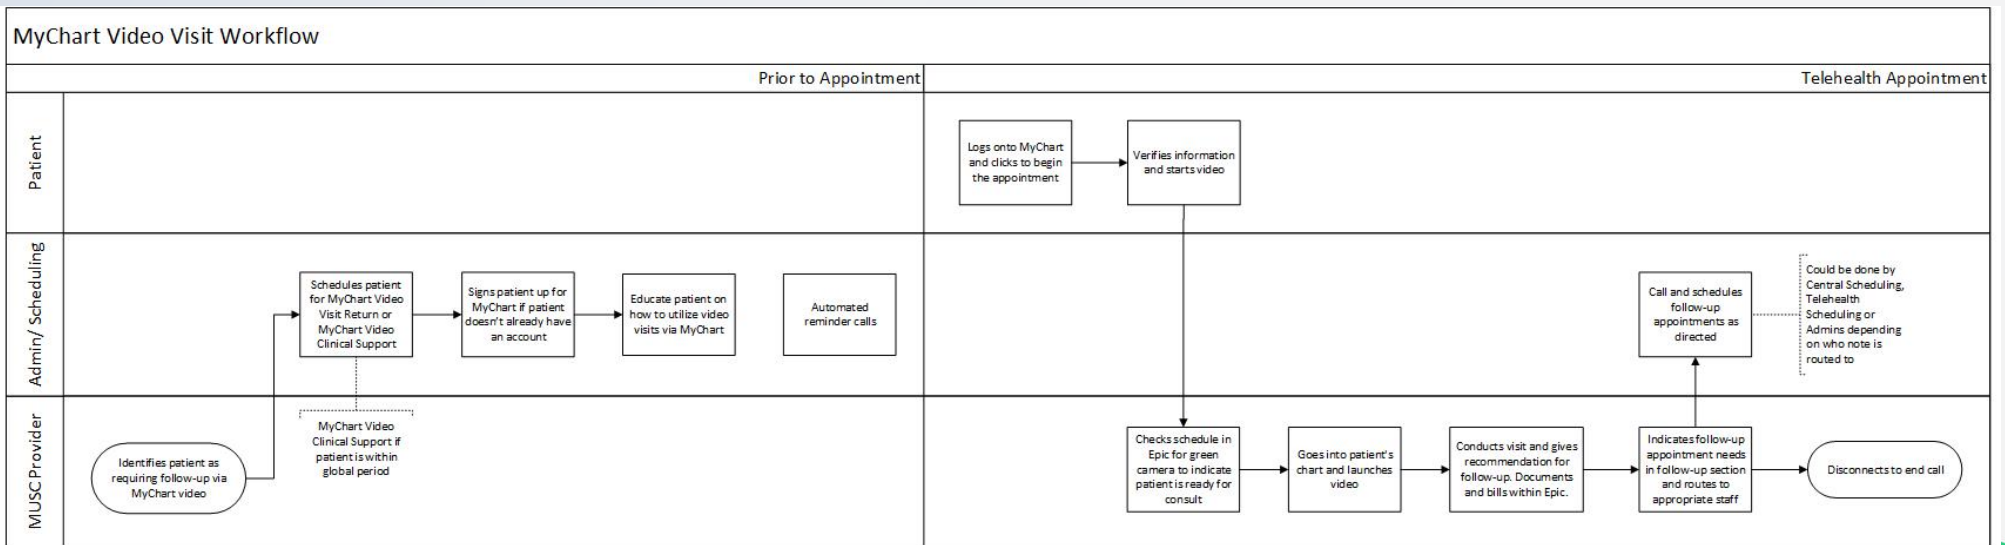 MyChart Video Visit Workflow
Prior to Appointment
Telehealth Appointment
Patient
Logs onto MyChart
and clicks to begin
the appointment
Verifies information
and starts video
Admin/ Scheduling
Schedules patient
for MyChart Video
Visit Return or
MyChart Video
Clinical Support
Signs patient up for
MyChart if patient
doesn't already have
an account
Educate patient on
how to utilize video
visits via MyChart
Automated
reminder calls
Call and schedules
follow-up
appointments as
directed
Could be done by
Central Scheduling,
Telehealth
Scheduling or
Admins depending
on who note is
routed to
MUSC Provider
Identifies patient as
requiring follow-up via
MyChart video
MyChart Video
Clinical Support if
patient is within
global period
Checks schedule in
Epic for green
camera to indicate
patient is ready for
consult
Goes into patient's
chart and launches
video
Conducts visit and gives
recommendation for
follow-up. Documents
and bills within Epic.
Indicates follow-up
appointment needs
in follow-up section
and routes to
appropriate staff
Disconnects to end call